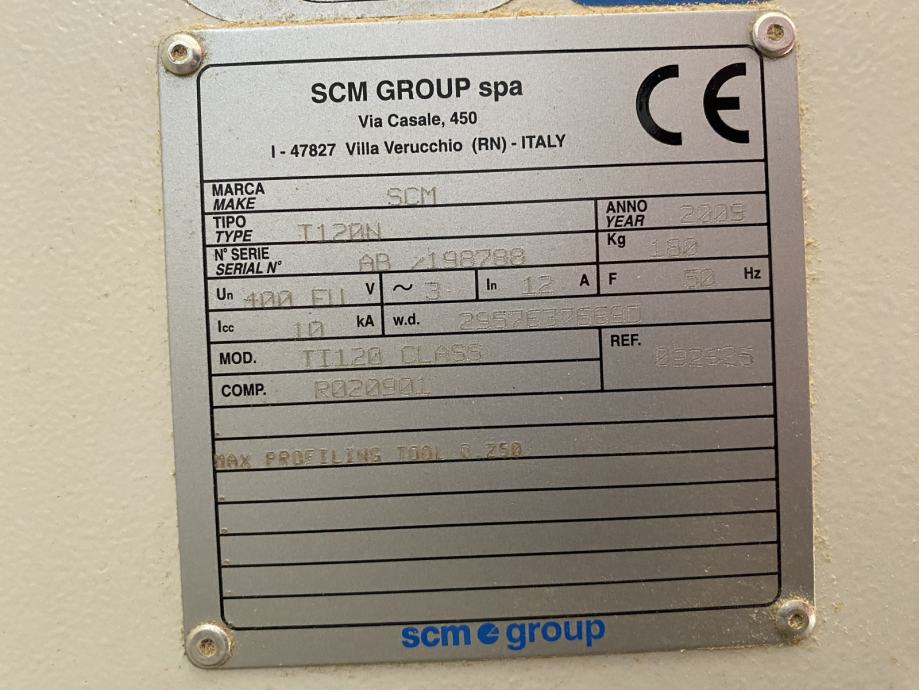 SCM GROUP spa
Via Casale, 450
I - 47827 Villa Verucchio (RN) - ITALY
CE
MARCA
MAKE SCM
TIPO
TYPE T120N
ANNO
YEAR 2009
N° SERIE
SERIAL N° AB /198788
Kg 180
Un 400 EU V ~ 3 In 12 A F 50 Hz
Icc 10 kA w.d.
MOD. TI120 CLASS REF.
COMP. R020901
MAX PROFILING TOOL D.250
scm group